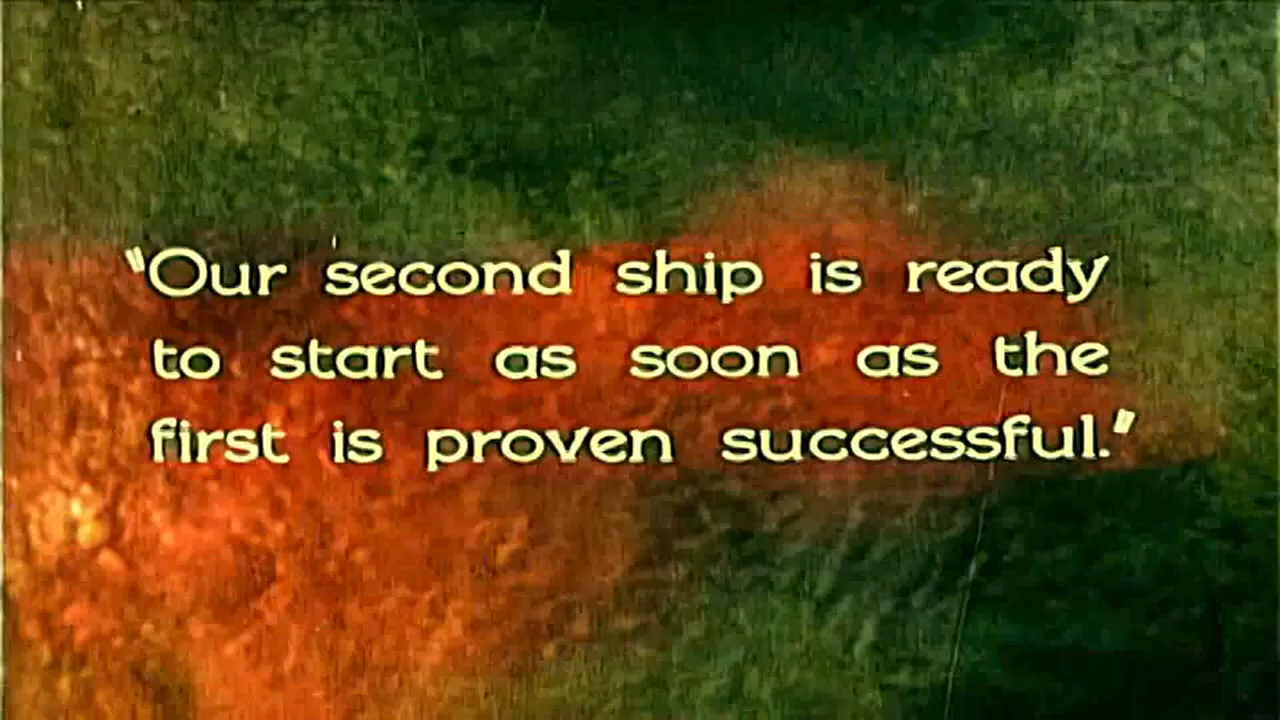 "Our second ship is ready
to start as soon as the
first is proven successful."